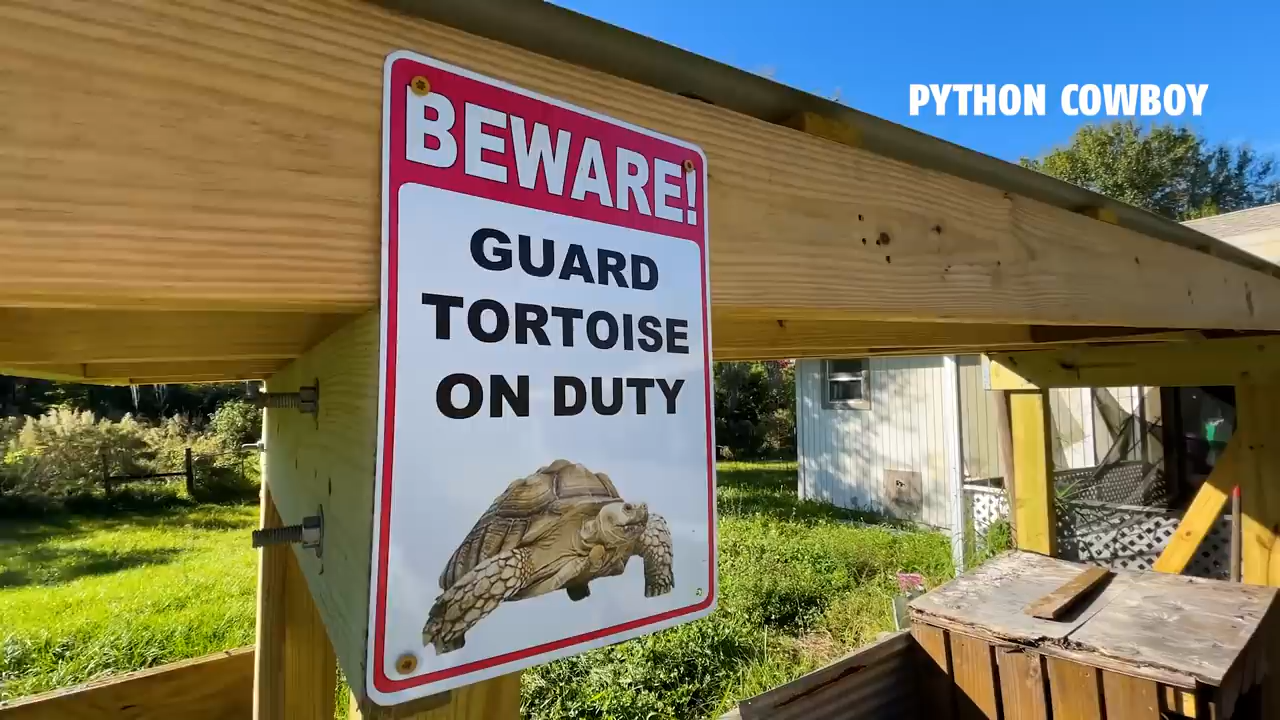 PYTHON COWBOY
BEWARE!
GUARD
TORTOISE
ON DUTY